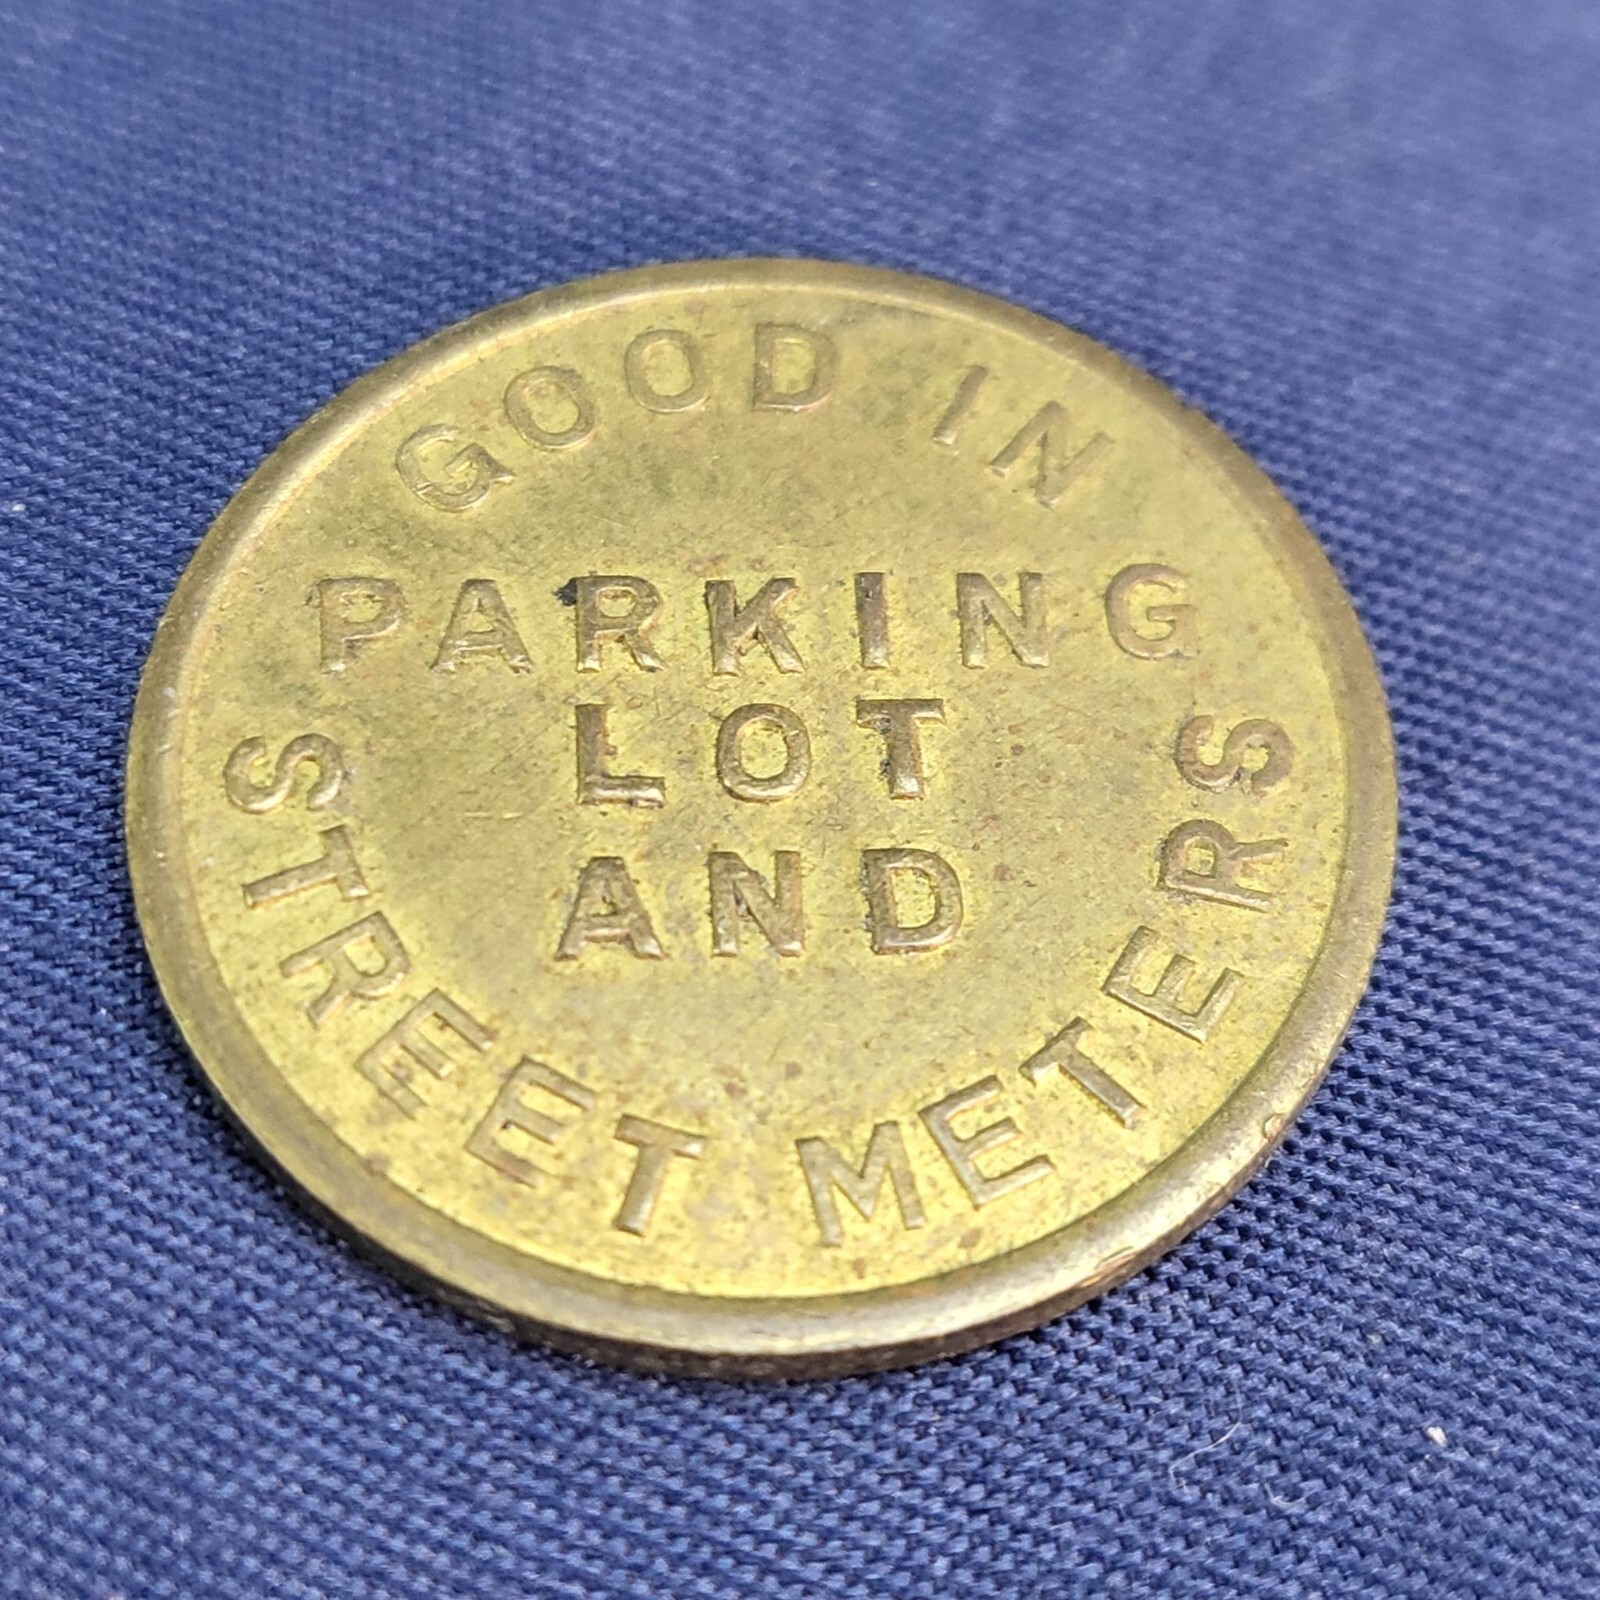 GOOD IN
PARKING
LOT
AND
STREET METERS